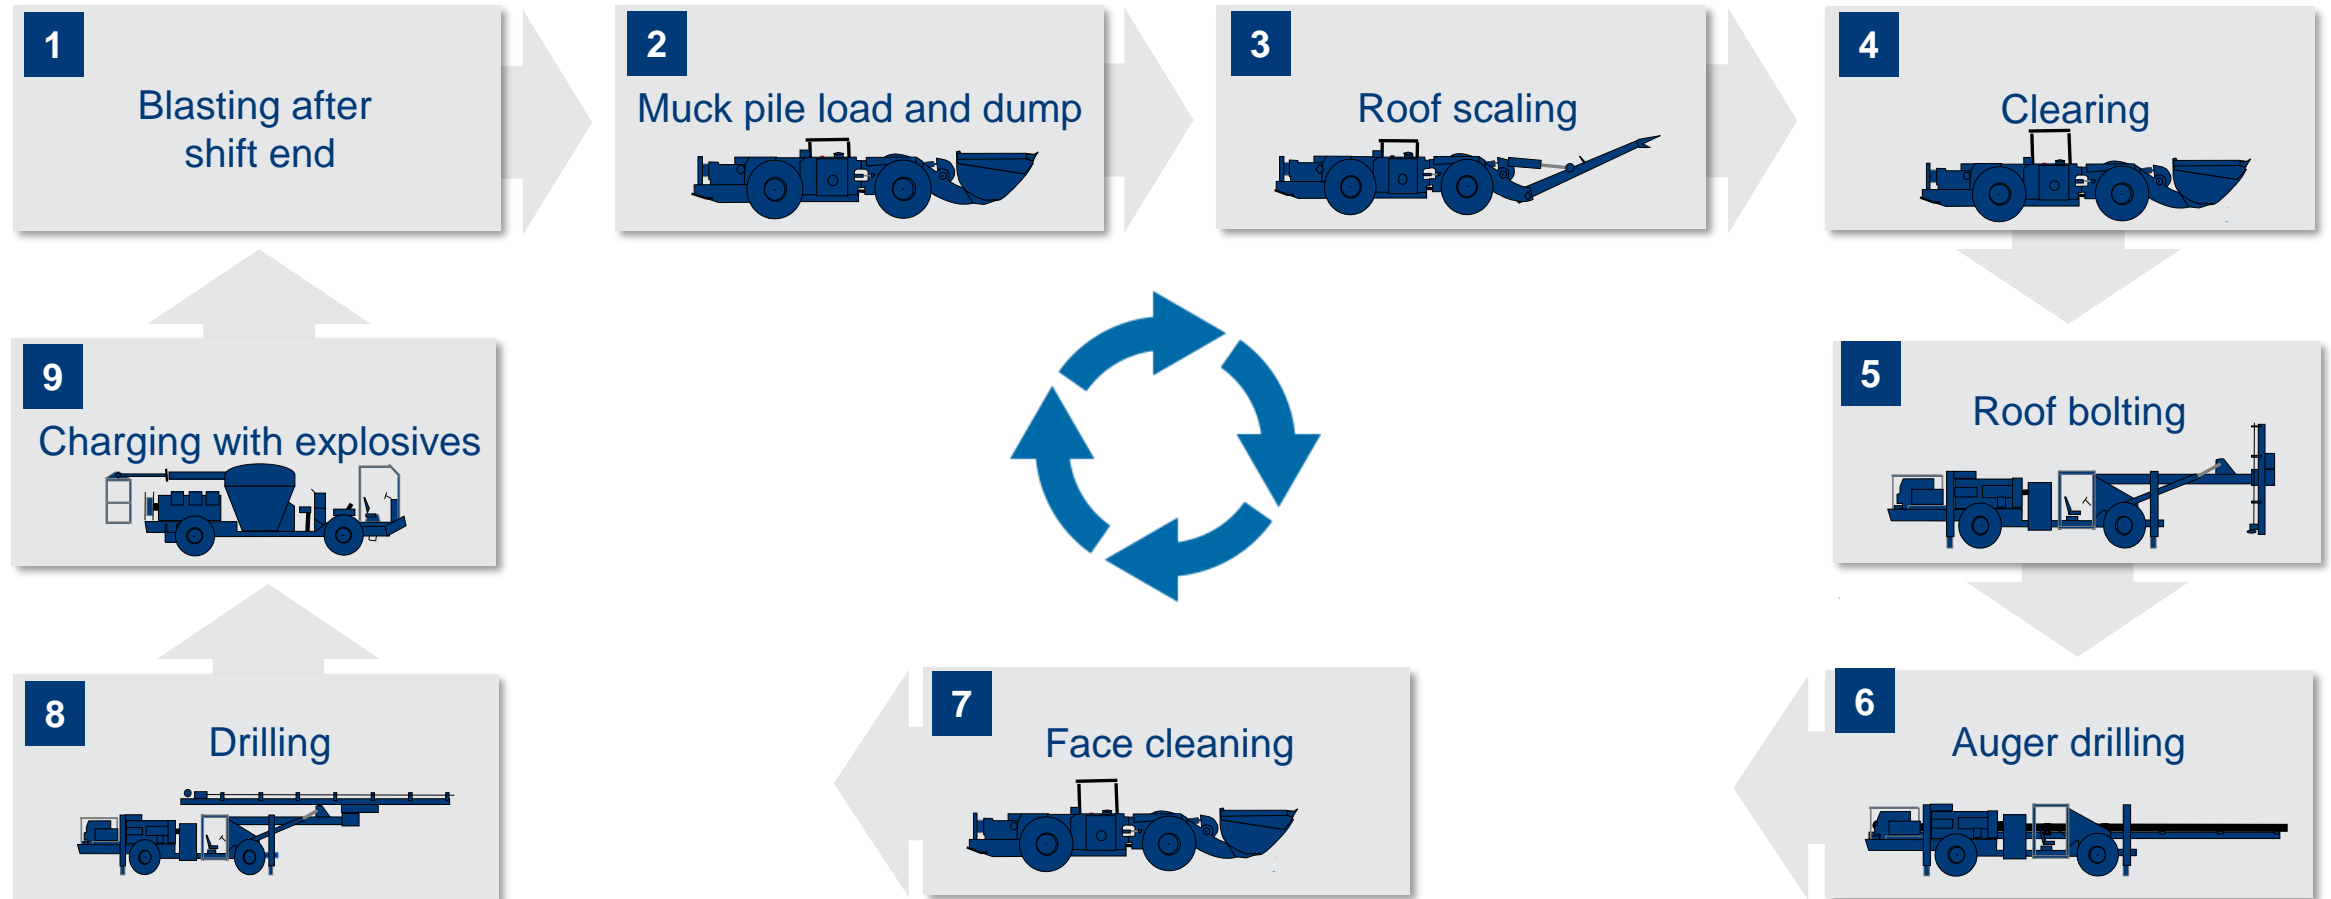 1
Blasting after
shift end
2
Muck pile load and dump
3
Roof scaling
4
Clearing
5
Roof bolting
6
Auger drilling
7
Face cleaning
8
Drilling
9
Charging with explosives